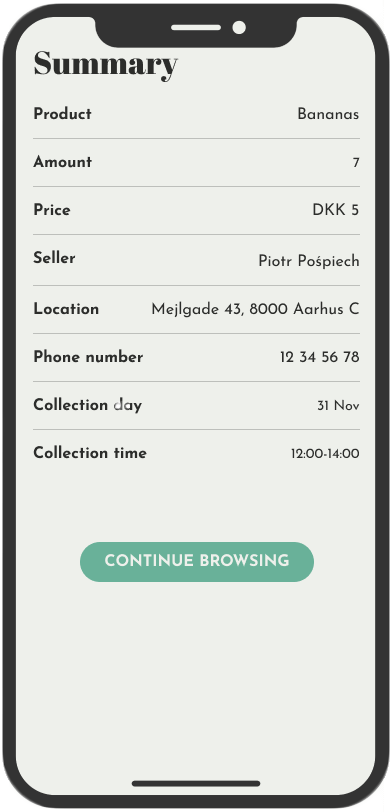 Summary
Product Bananas
Amount 7
Price DKK 5
Seller Piotr Pośpiech
Location Mejlgade 43, 8000 Aarhus C
Phone number 12 34 56 78
Collection day 31 Nov
Collection time 12:00-14:00
CONTINUE BROWSING